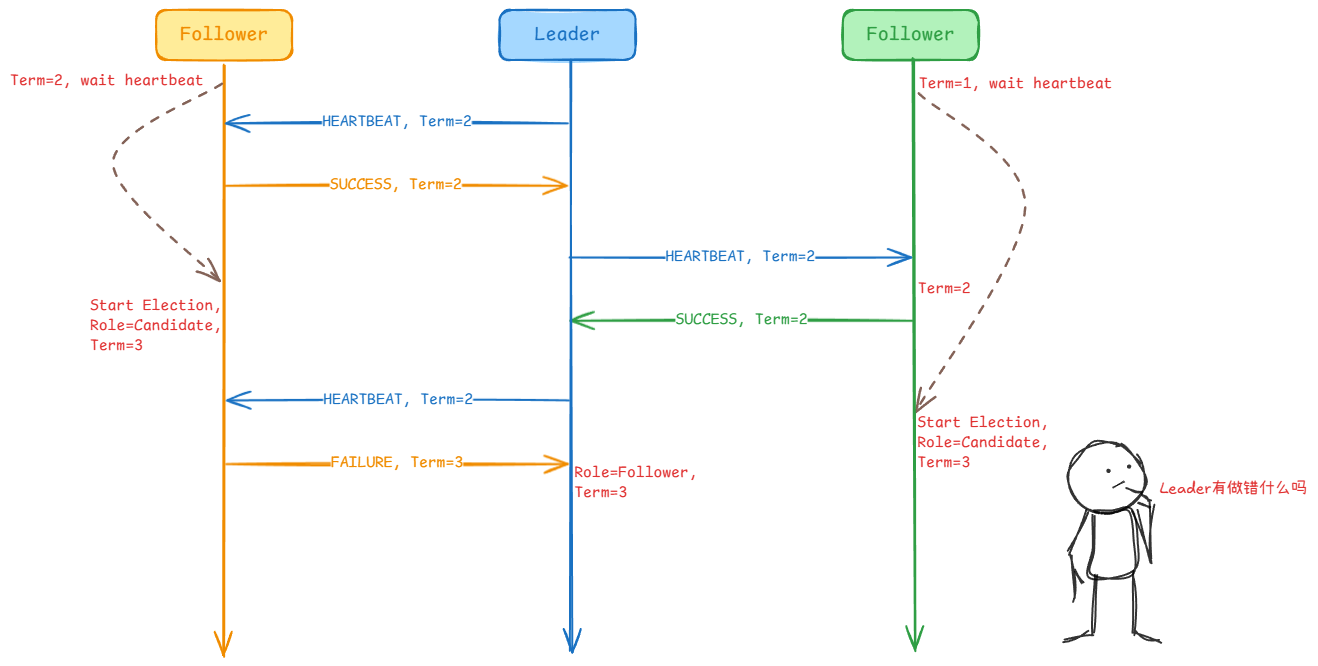 Follower
Leader
Follower
Term=2, wait heartbeat
Term=1, wait heartbeat
HEARTBEAT, Term=2
SUCCESS, Term=2
HEARTBEAT, Term=2
Term=2
Start Election,
Role=Candidate,
Term=3
SUCCESS, Term=2
HEARTBEAT, Term=2
Start Election,
Role=Candidate,
Term=3
FAILURE, Term=3
Role=Follower,
Term=3
Leader有做错什么吗